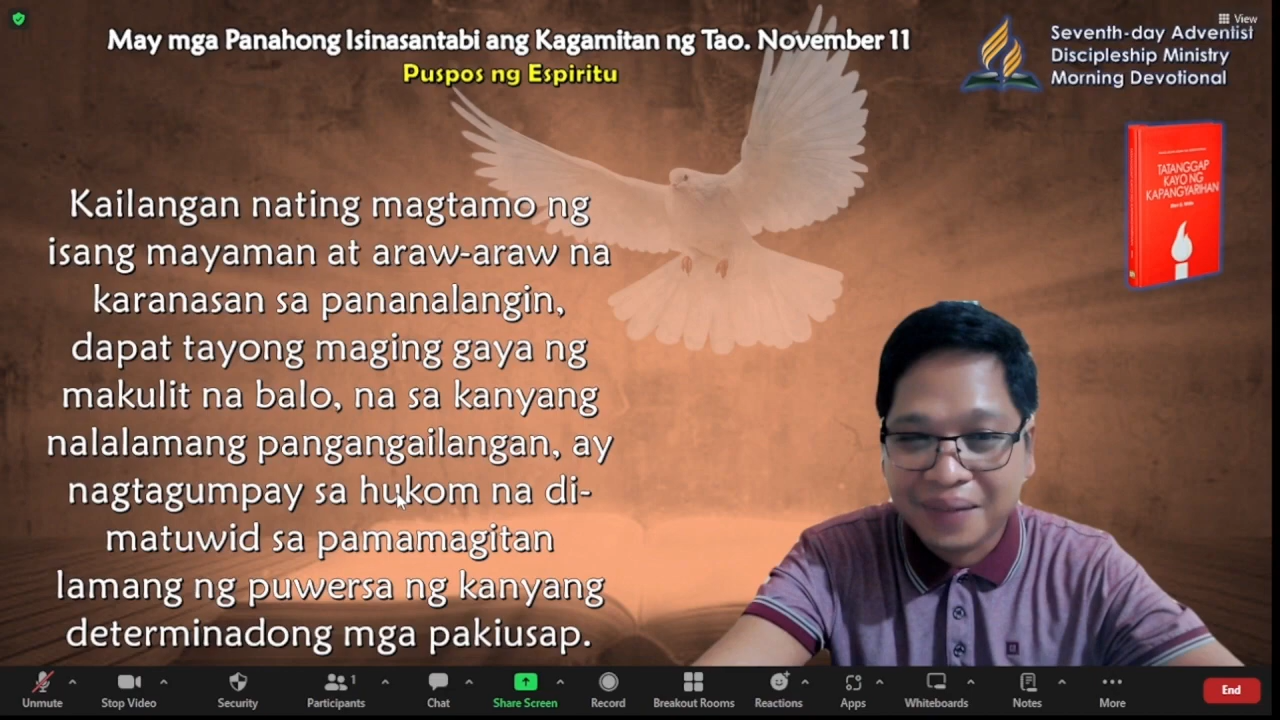 View
May mga Panahong Isinasantabi ang Kagamitan ng Tao. November 11
Puspos ng Espiritu
Seventh-day Adventist
Discipleship Ministry
Morning Devotional
TATANGGAP
KAYO NG
KAPANGYARIHAN
Kailangan nating magtamo ng
isang mayaman at araw-araw na
karanasan sa pananalangin,
dapat tayong maging gaya ng
makulit na balo, na sa kanyang
nalalamang pangangailangan, ay
nagtagumpay sa hukom na di-
matuwid sa pamamagitan
lamang ng puwersa ng kanyang
determinadong mga pakiusap.
1
Unmute
Stop Video
Security
Participants
Chat
Share Screen
Record
Breakout Rooms
Reactions
Apps
Whiteboards
Notes
More
End